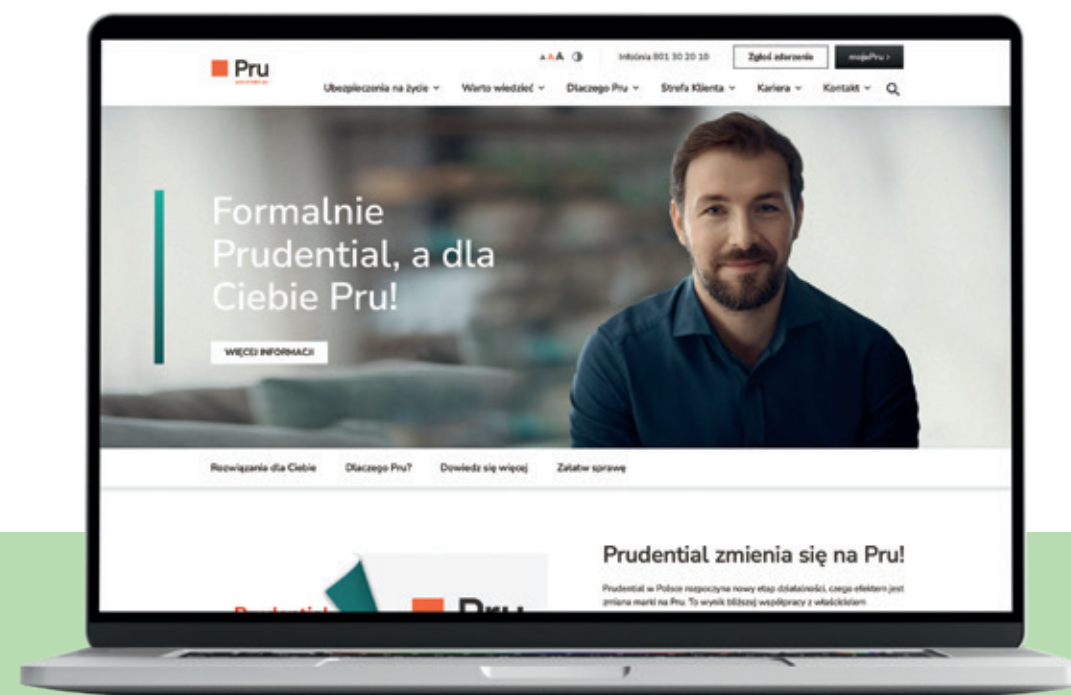 Pru
A A A Infolinia 801 30 20 10 Zgłoś zdarzenie mojePru ›
Ubezpieczenia na życie Warto wiedzieć Dlaczego Pru Strefa Klienta Kariera Kontakt
Formalnie
Prudential, a dla
Ciebie Pru!
WIĘCEJ INFORMACJI
Rozwiązania dla Ciebie Dlaczego Pru? Dowiedz się więcej Załatw sprawę
Prudential zmienia się na Pru!
Prudential w Polsce rozpoczyna nowy etap działalności, czego efektem jest
zmiana marki na Pru. To wynik bliższej współpracy z właścicielem
Prudential Pru